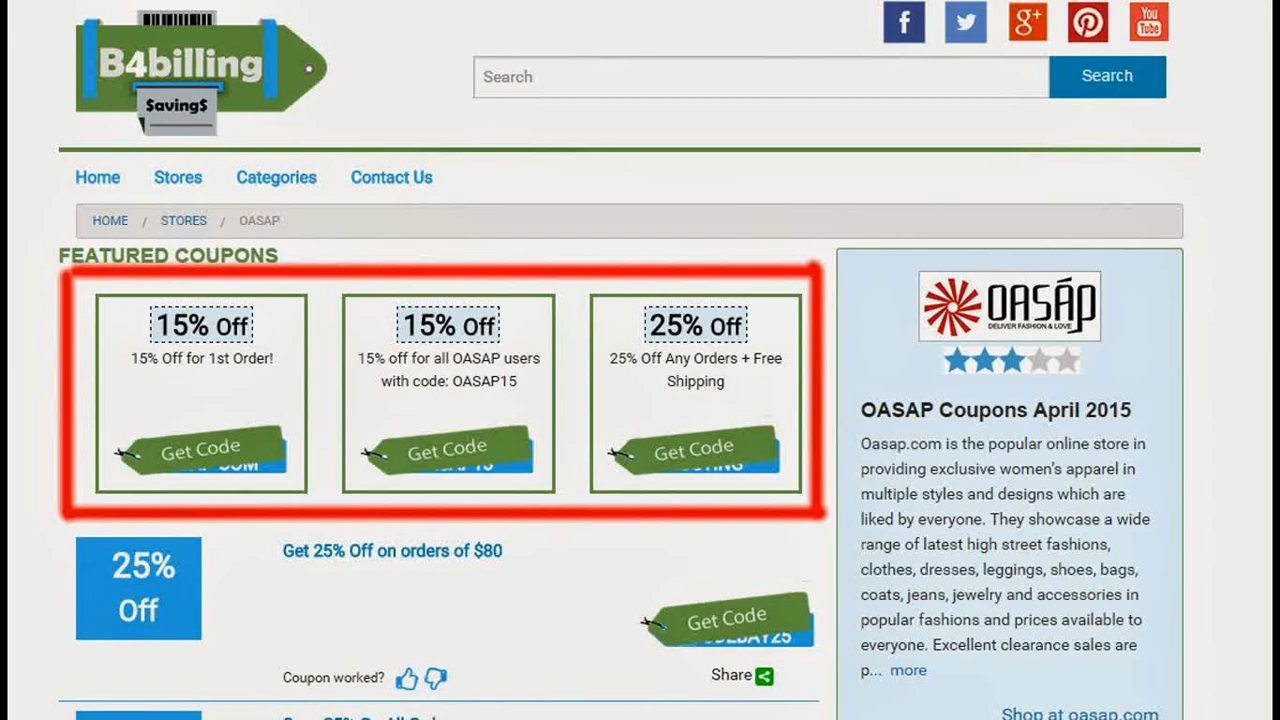 B4billing
$aving$
f
g+
You
Tube
Search
Search
Home
Stores
Categories
Contact Us
HOME / STORES / OASAP
FEATURED COUPONS
15% Off
15% Off for 1st Order!
Get Code
15% Off
15% off for all OASAP users
with code: OASAP15
Get Code
25% Off
25% Off Any Orders + Free
Shipping
Get Code
25%
Off
Get 25% Off on orders of $80
Get Code
Coupon worked?
Share
OASÁP
DELIVER FASHION & LOVE
OASAP Coupons April 2015
Oasap.com is the popular online store in
providing exclusive women's apparel in
multiple styles and designs which are
liked by everyone. They showcase a wide
range of latest high street fashions,
clothes, dresses, leggings, shoes, bags,
coats, jeans, jewelry and accessories in
popular fashions and prices available to
everyone. Excellent clearance sales are
p... more
Shop at oasap.com